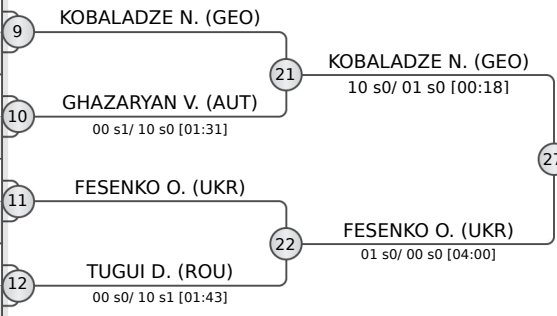 KOBALADZE N. (GEO)
9
KOBALADZE N. (GEO)
21
10 s0/ 01 s0 [00:18]
GHAZARYAN V. (AUT)
10
00 s1/ 10 s0 [01:31]
27
FESENKO O. (UKR)
11
FESENKO O. (UKR)
22
01 s0/ 00 s0 [04:00]
TUGUI D. (ROU)
12
00 s0/ 10 s1 [01:43]